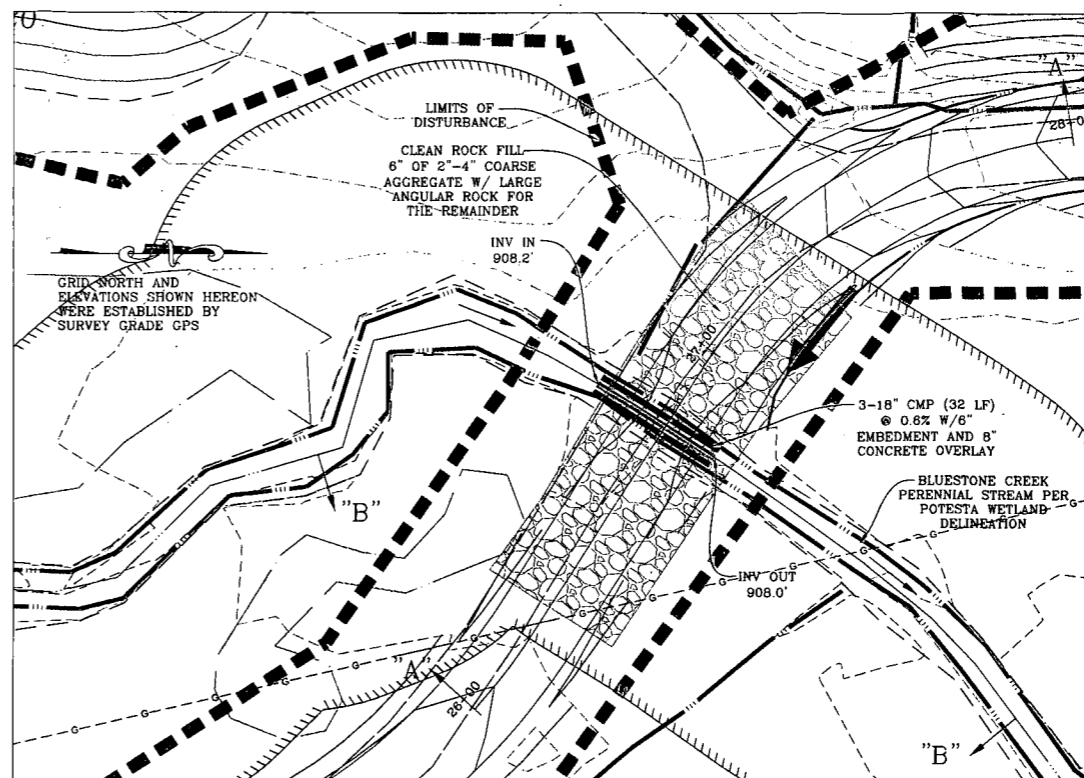 "A"
28+0
LIMITS OF
DISTURBANCE
CLEAN ROCK FILL
6" OF 2"-4" COARSE
AGGREGATE W/ LARGE
ANGULAR ROCK FOR
THE REMAINDER
INV IN
908.2'
GRID NORTH AND
ELEVATIONS SHOWN HEREON
WERE ESTABLISHED BY
SURVEY GRADE GPS
27+00
3-18" CMP (32 LF)
@ 0.6% W/6"
EMBEDMENT AND 8"
CONCRETE OVERLAY
"B"
BLUESTONE CREEK
PERENNIAL STREAM PER
POTESTA WETLAND
DELINEATION
INV OUT
908.0'
G
G
G
G
G
G
G
G
G
"A"
26+00
"B"